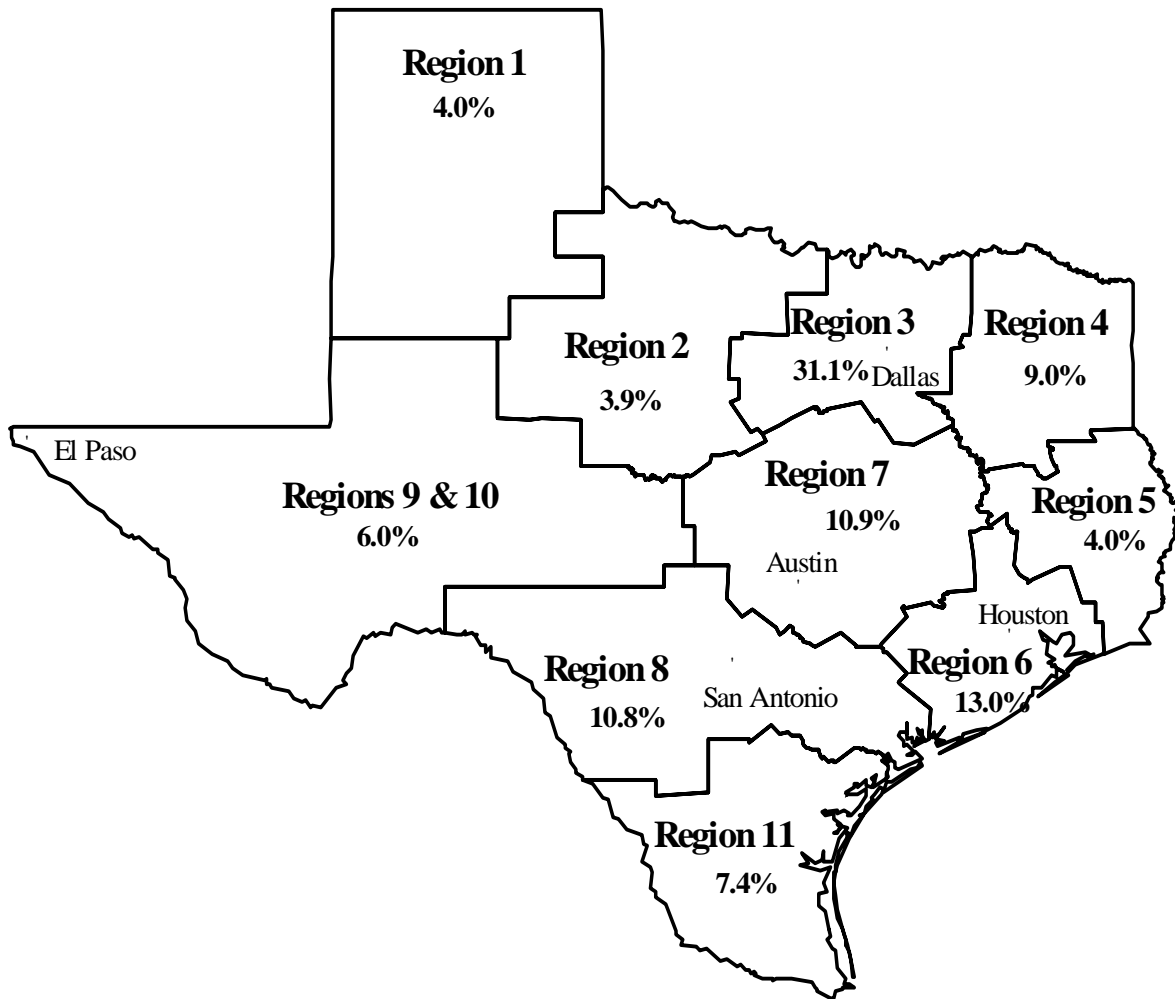 Region 1
4.0%
Region 2
3.9%
Region 3
31.1%
Dallas
Region 4
9.0%
El Paso
Regions 9 & 10
6.0%
Region 7
10.9%
Austin
Region 5
4.0%
Houston
Region 6
13.0%
Region 8
10.8%
San Antonio
Region 11
7.4%